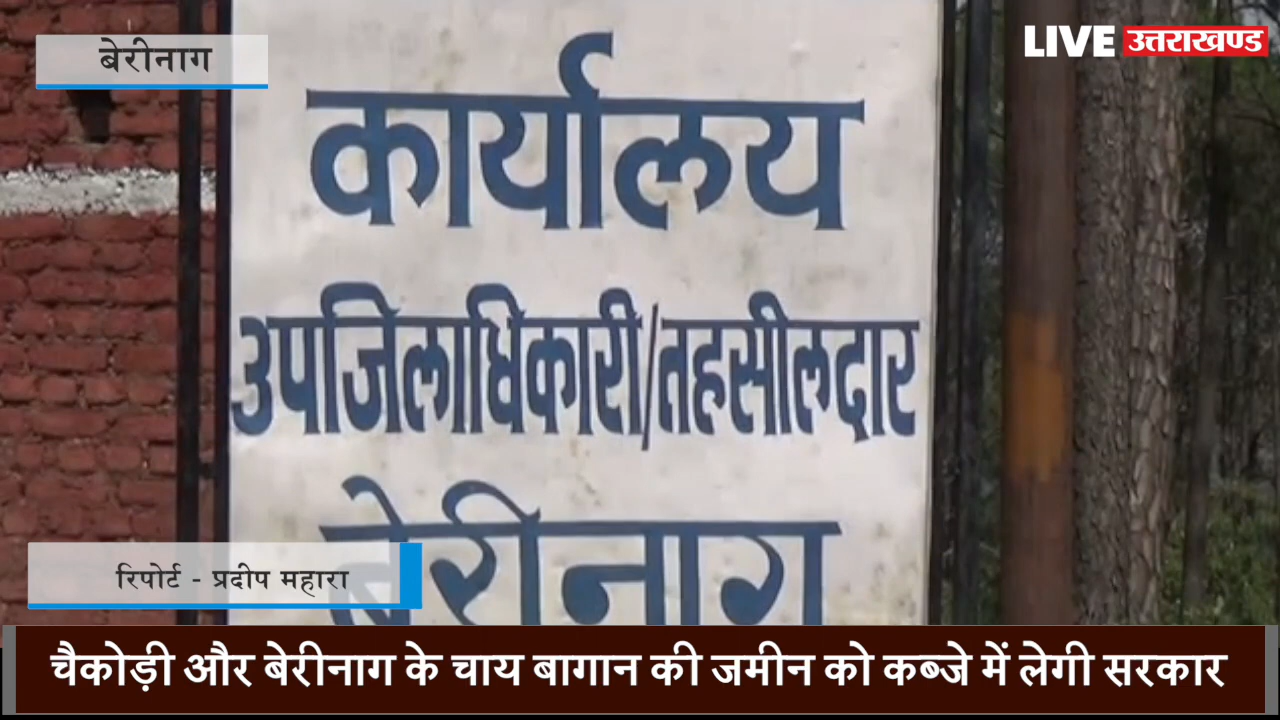 बेरीनाग
LIVE उत्तराखण्ड
कार्यालय
उपजिलाधिकारी/तहसीलदार
बेरीनाग
रिपोर्ट - प्रदीप महारा
चैकोड़ी और बेरीनाग के चाय बागान की जमीन को कब्जे में लेगी सरकार